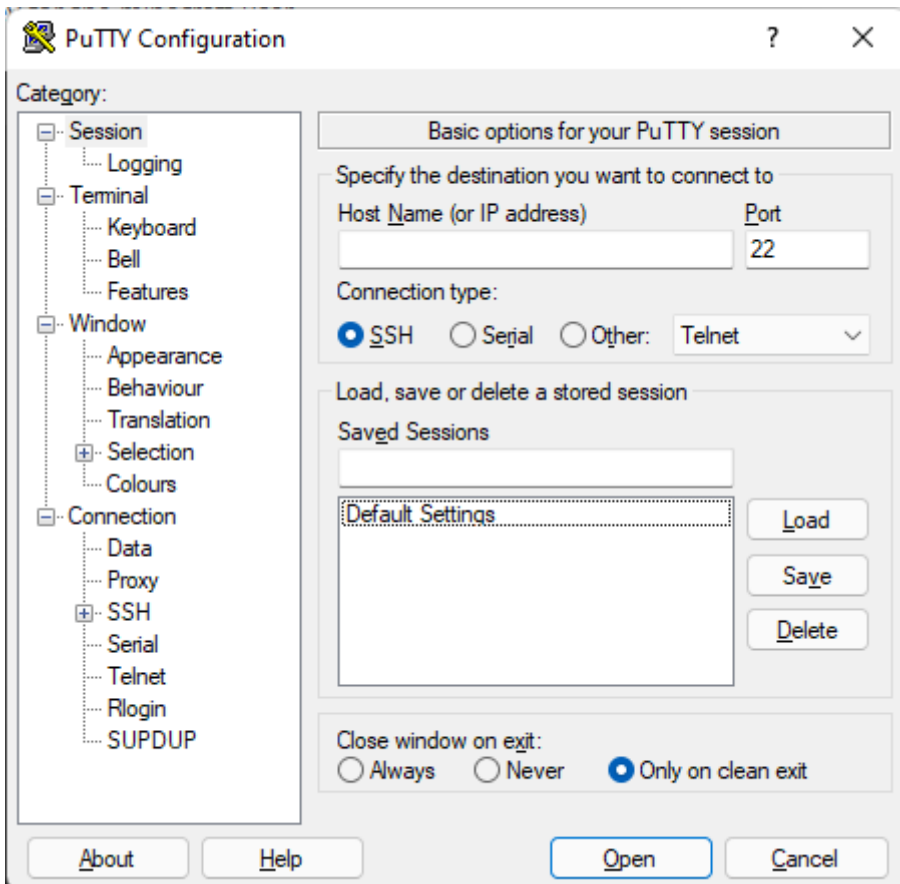 PuTTY Configuration
?
Category:
Session
Logging
Terminal
Keyboard
Bell
Features
Window
Appearance
Behaviour
Translation
Selection
Colours
Connection
Data
Proxy
SSH
Serial
Telnet
Rlogin
SUPDUP
Basic options for your PuTTY session
Specify the destination you want to connect to
Host Name (or IP address) Port
22
Connection type:
SSH Serial Other: Telnet
Load, save or delete a stored session
Saved Sessions
Default Settings
Load
Save
Delete
Close window on exit:
Always Never Only on clean exit
About Help Open Cancel